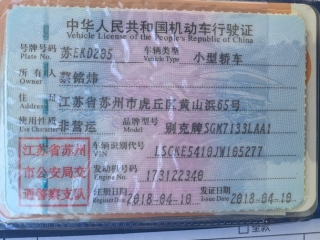 中华人民共和国机动车行驶证
Vehicle License of the People's Republic of China
号牌号码 苏EKD235 车辆类型 小型轿车
Plate No. Vehicle Type
所有人
Owner
住址 江苏省苏州市虎丘区黄山浜65号
使用性质 非营运 品牌型号 别克牌SGM7133LAA1
Use Character Model
江苏省苏州 车辆识别代号 LSGKE5410JW105277
VIN
市公安局交 发动机号码 173122340
通警察支队 注册日期 2018-04-10 发证日期 2018-04-10
Register Date Issue Date